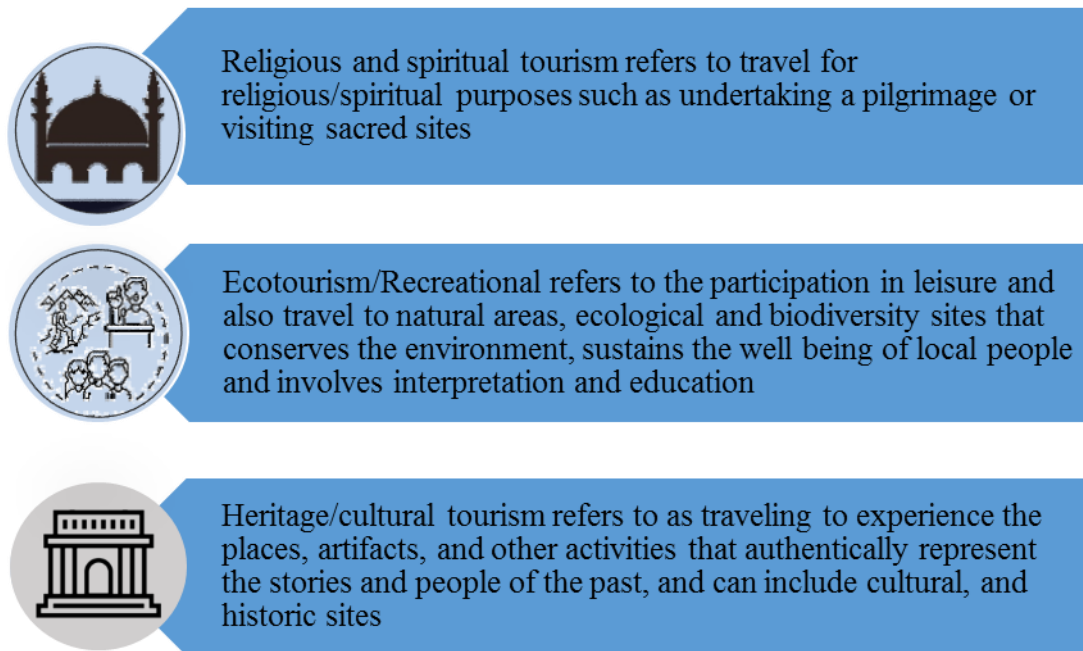 Religious and spiritual tourism refers to travel for
religious/spiritual purposes such as undertaking a pilgrimage or
visiting sacred sites
Ecotourism/Recreational refers to the participation in leisure and
also travel to natural areas, ecological and biodiversity sites that
conserves the environment, sustains the well being of local people
and involves interpretation and education
Heritage/cultural tourism refers to as traveling to experience the
places, artifacts, and other activities that authentically represent
the stories and people of the past, and can include cultural, and
historic sites